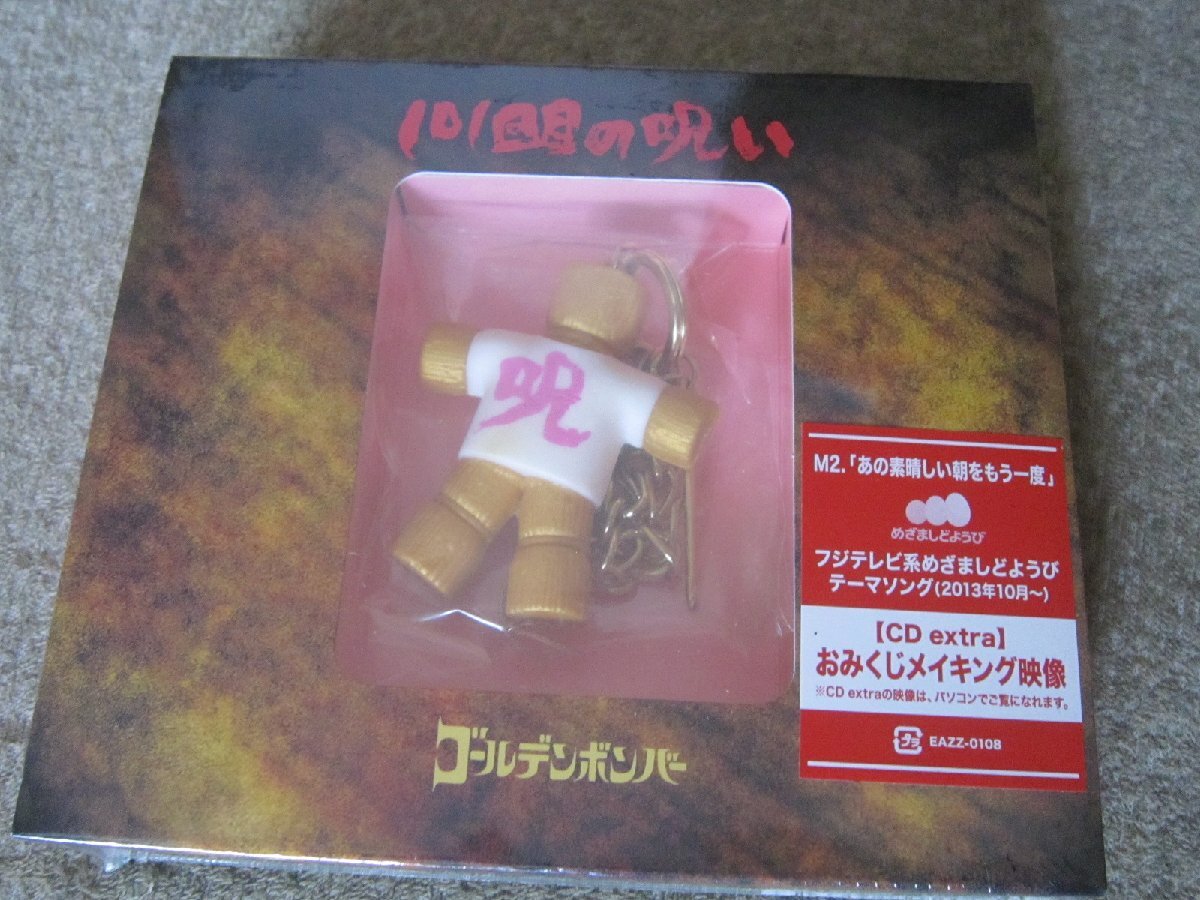 101回目の呪い
呪
M2.「あの素晴しい朝をもう一度」
めざましどようび
フジテレビ系めざましどようび
テーマソング(2013年10月〜)
【CD extra】
おみくじメイキング映像
※CD extraの映像は、パソコンでご覧になれます。
プラ EAZZ-0108
ゴールデンボンバー